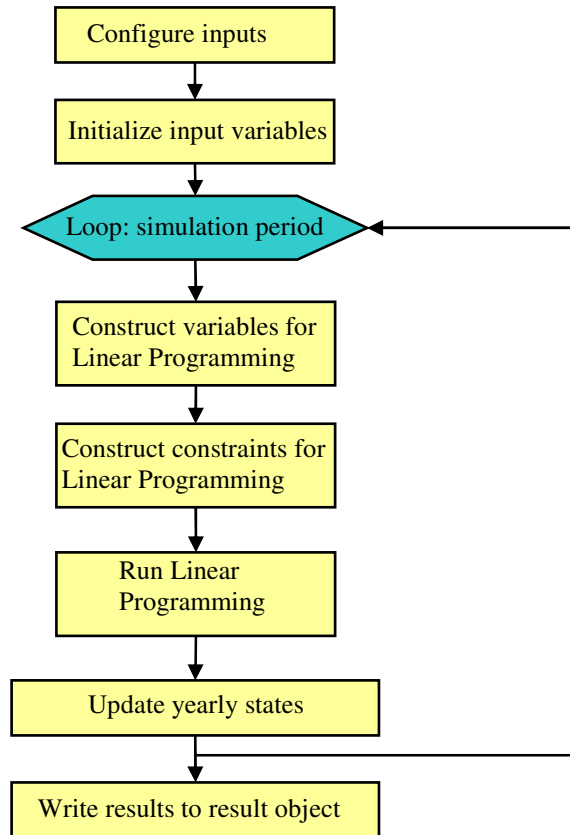 Configure inputs
Initialize input variables
Loop: simulation period
Construct variables for
Linear Programming
Construct constraints for
Linear Programming
Run Linear
Programming
Update yearly states
Write results to result object